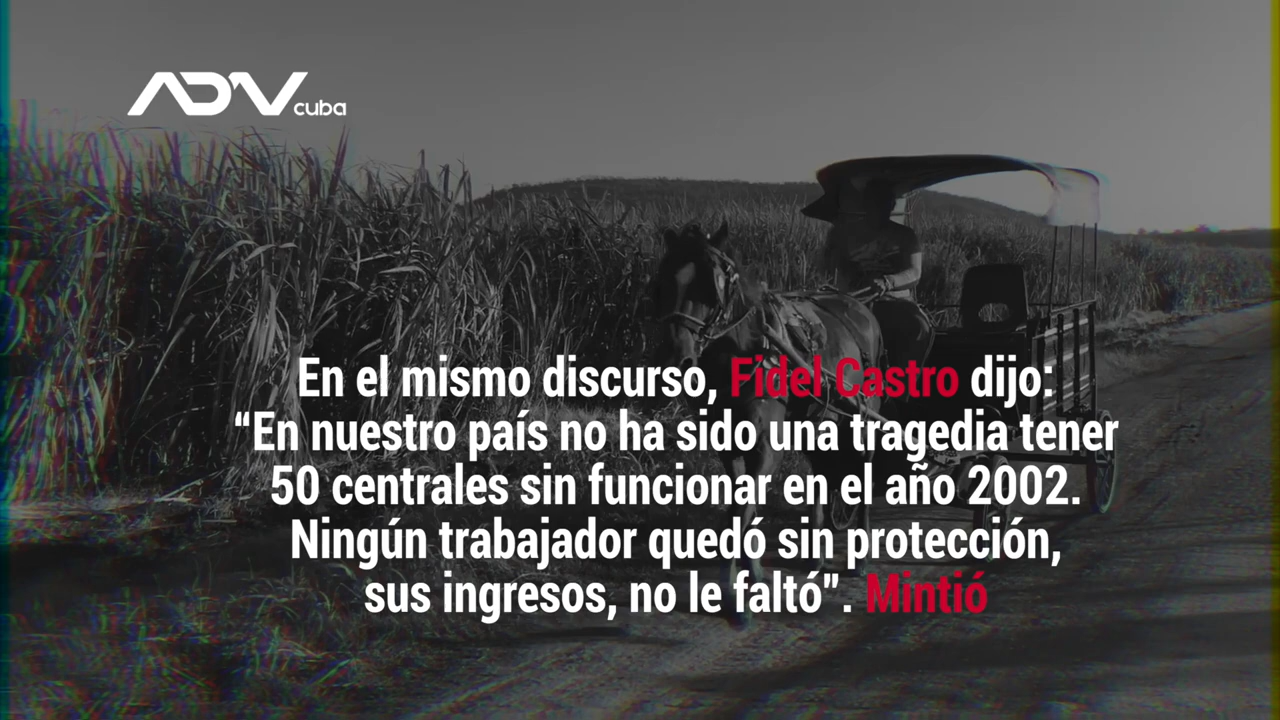 ADN cuba
En el mismo discurso, Fidel Castro dijo:
“En nuestro país no ha sido una tragedia tener
50 centrales sin funcionar en el año 2002.
Ningún trabajador quedó sin protección,
sus ingresos, no le faltó”. Mintió